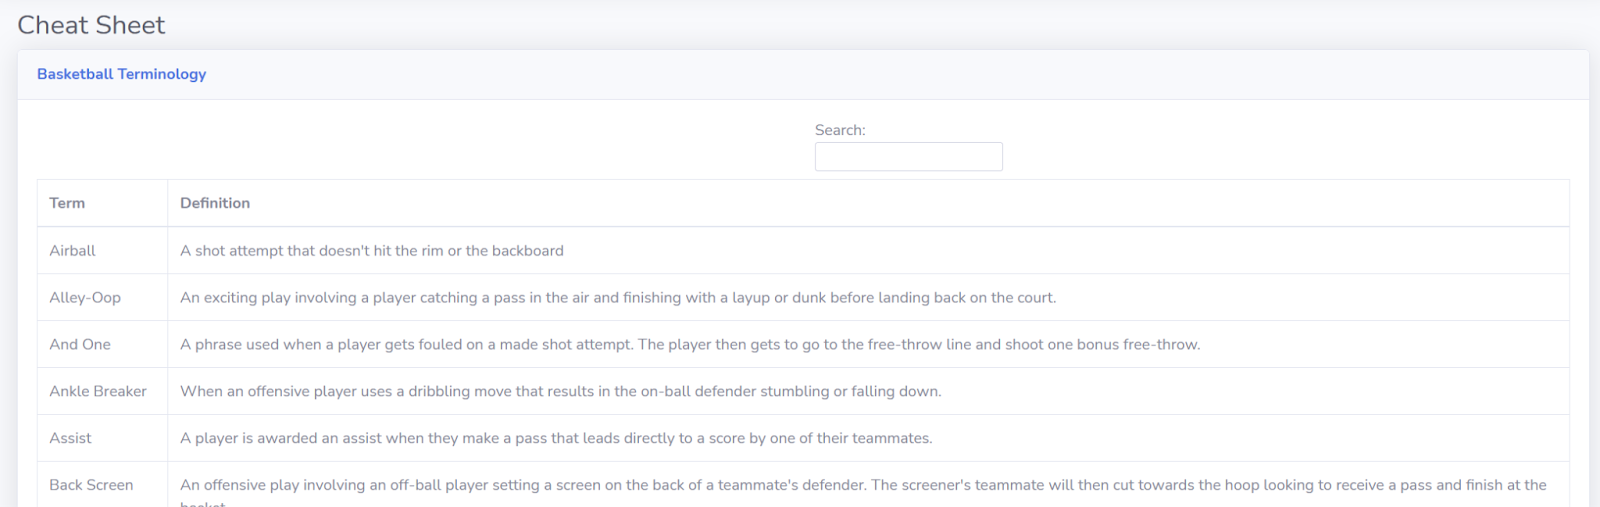 Cheat Sheet
Basketball Terminology
Search:
Term Definition
Airball A shot attempt that doesn't hit the rim or the backboard
Alley-Oop An exciting play involving a player catching a pass in the air and finishing with a layup or dunk before landing back on the court.
And One A phrase used when a player gets fouled on a made shot attempt. The player then gets to go to the free-throw line and shoot one bonus free-throw.
Ankle Breaker When an offensive player uses a dribbling move that results in the on-ball defender stumbling or falling down.
Assist A player is awarded an assist when they make a pass that leads directly to a score by one of their teammates.
Back Screen An offensive play involving an off-ball player setting a screen on the back of a teammate's defender. The screener's teammate will then cut towards the hoop looking to receive a pass and finish at the